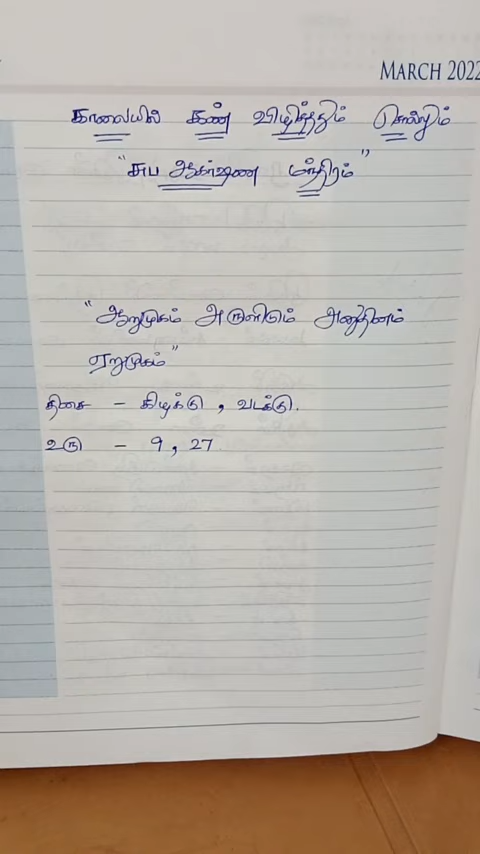 MARCH 2022
காலையில் கண் விழித்ததும் சொல்லும்
"சுப ஆகர்ஷண மந்திரம்"
"ஆறுமுகம் அருளிடும் அனுதினம்
ஏறுமுகம்"
திசை - கிழக்கு, வடக்கு.
உரு - 9, 27